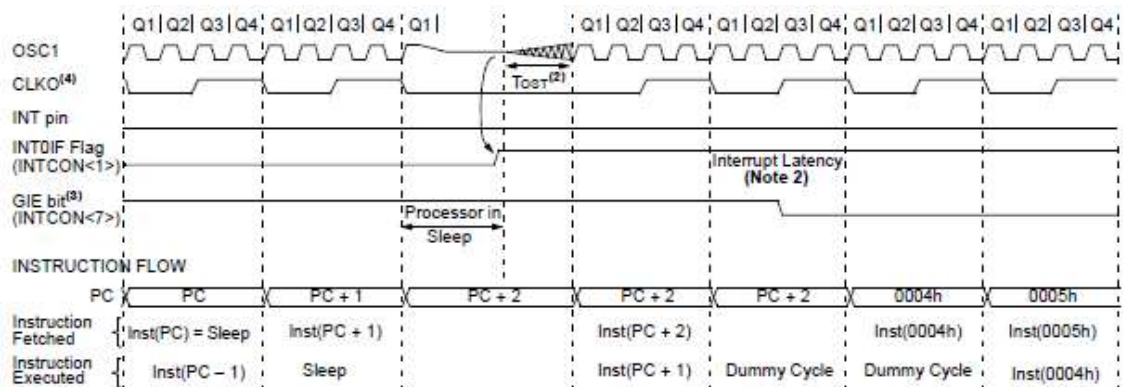 Q1 Q2 Q3 Q4 Q1 Q2 Q3 Q4 Q1 Q1 Q2 Q3 Q4 Q1 Q2 Q3 Q4 Q1 Q2 Q3 Q4 Q1 Q2 Q3 Q4
OSC1
CLKO(4)
TOST(2)
INT pin
INT0IF Flag
(INTCON<1>)
Interrupt Latency
(Note 2)
GIE bit(3)
(INTCON<7>)
Processor in
Sleep
INSTRUCTION FLOW
PC PC PC + 1 PC + 2 PC + 2 PC + 2 0004h 0005h
Instruction
Fetched
Inst(PC) = Sleep Inst(PC + 1) Inst(PC + 2) Inst(0004h) Inst(0005h)
Instruction
Executed
Inst(PC – 1) Sleep Inst(PC + 1) Dummy Cycle Dummy Cycle Inst(0004h)